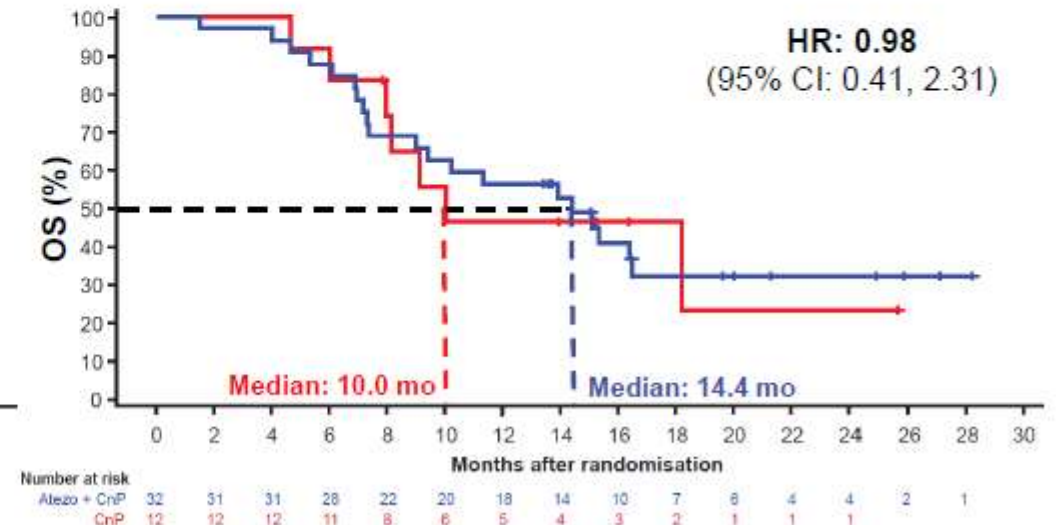 100
90
80
70
60
50
40
30
20
10
0
OS (%)
HR: 0.98
(95% CI: 0.41, 2.31)
Median: 10.0 mo
Median: 14.4 mo
0 2 4 6 8 10 12 14 16 18 20 22 24 26 28 30
Months after randomisation
Number at risk
Atezo + CnP 32 31 31 28 22 20 18 14 10 7 6 4 4 2 1
CnP 12 12 12 11 8 6 5 4 3 2 1 1 1